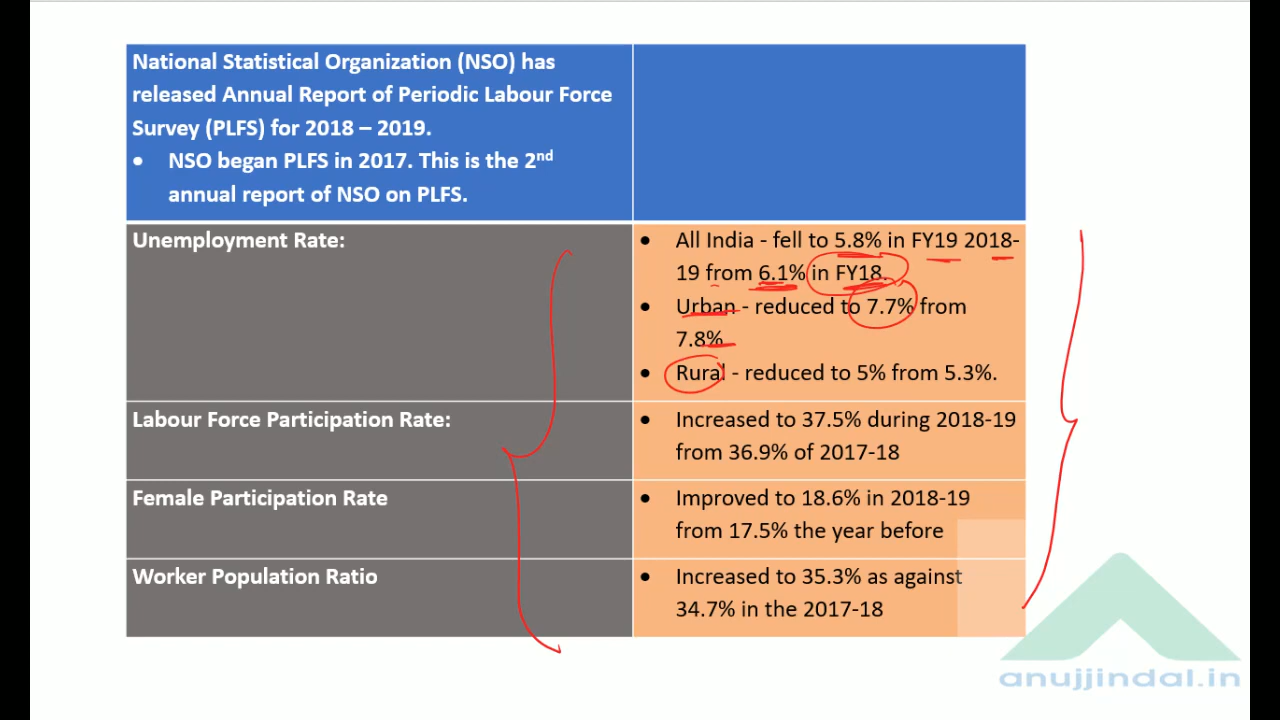 National Statistical Organization (NSO) has
released Annual Report of Periodic Labour Force
Survey (PLFS) for 2018 – 2019.
• NSO began PLFS in 2017. This is the 2nd
annual report of NSO on PLFS.
Unemployment Rate:
• All India - fell to 5.8% in FY19 2018-
19 from 6.1% in FY18.
• Urban - reduced to 7.7% from
7.8%.
• Rural - reduced to 5% from 5.3%.
Labour Force Participation Rate:
• Increased to 37.5% during 2018-19
from 36.9% of 2017-18
Female Participation Rate
• Improved to 18.6% in 2018-19
from 17.5% the year before
Worker Population Ratio
• Increased to 35.3% as against
34.7% in the 2017-18
anujjindal.in